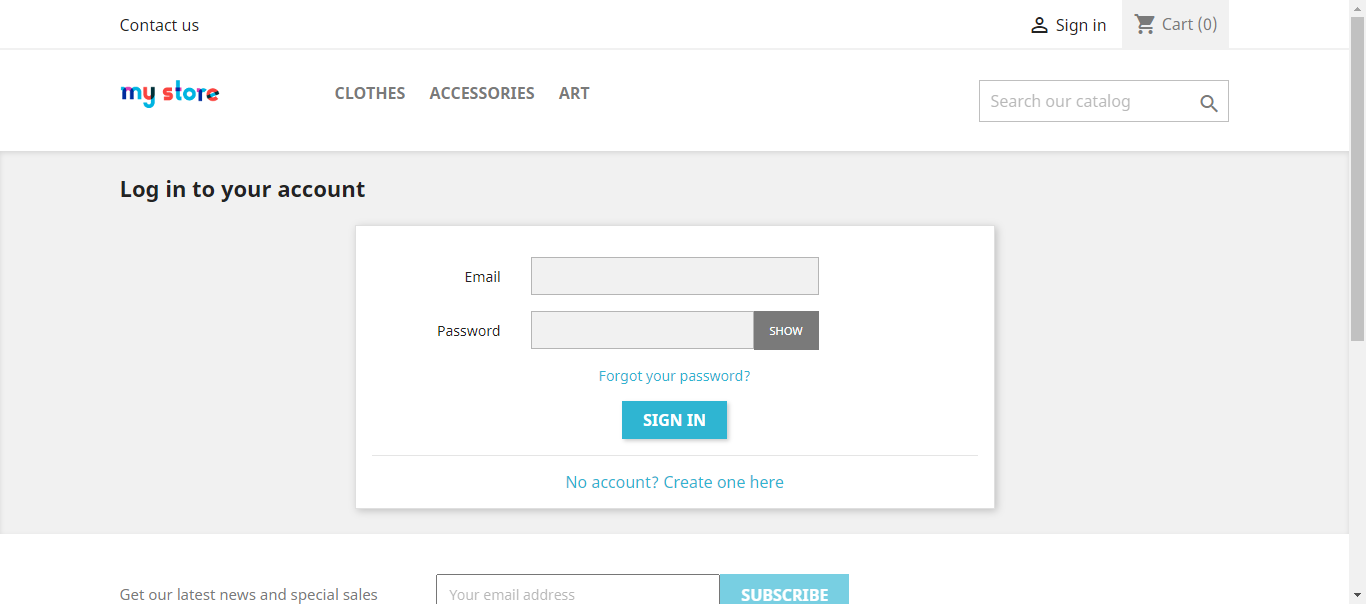 Contact us
Sign in
Cart (0)
my store
CLOTHES ACCESSORIES ART
Search our catalog
Log in to your account
Email
Password
SHOW
Forgot your password?
SIGN IN
No account? Create one here
Get our latest news and special sales
Your email address
SUBSCRIBE